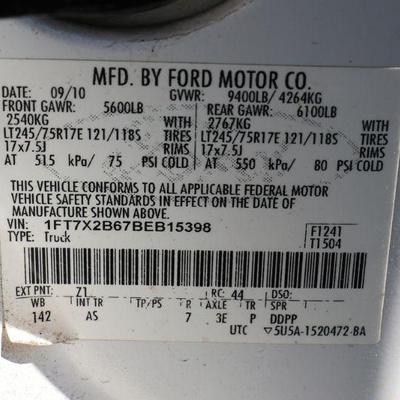 MFD. BY FORD MOTOR CO.
DATE: 09/10 GVWR: 9400LB/ 4264KG
FRONT GAWR: 5600LB REAR GAWR: 6100LB
2540KG WITH 2767KG WITH
LT245/75R17E 121/118S TIRES LT245/75R17E 121/118S TIRES
17x7.5J RIMS 17x7.5J RIMS
AT 515 kPa/ 75 PSI COLD AT 550 kPa/ 80 PSI COLD
THIS VEHICLE CONFORMS TO ALL APPLICABLE FEDERAL MOTOR
VEHICLE SAFETY STANDARDS IN EFFECT ON THE DATE OF
MANUFACTURE SHOWN ABOVE.
VIN: 1FT7X2B67BEB15398 F1241
TYPE: Truck T1504
EXT PNT: Z1 RC: 44 DSO:
WB INT TR TP/PS R AXLE TR SPR
142 AS 7 3E P DDPP
UTC ▽5U5A-1520472-BA